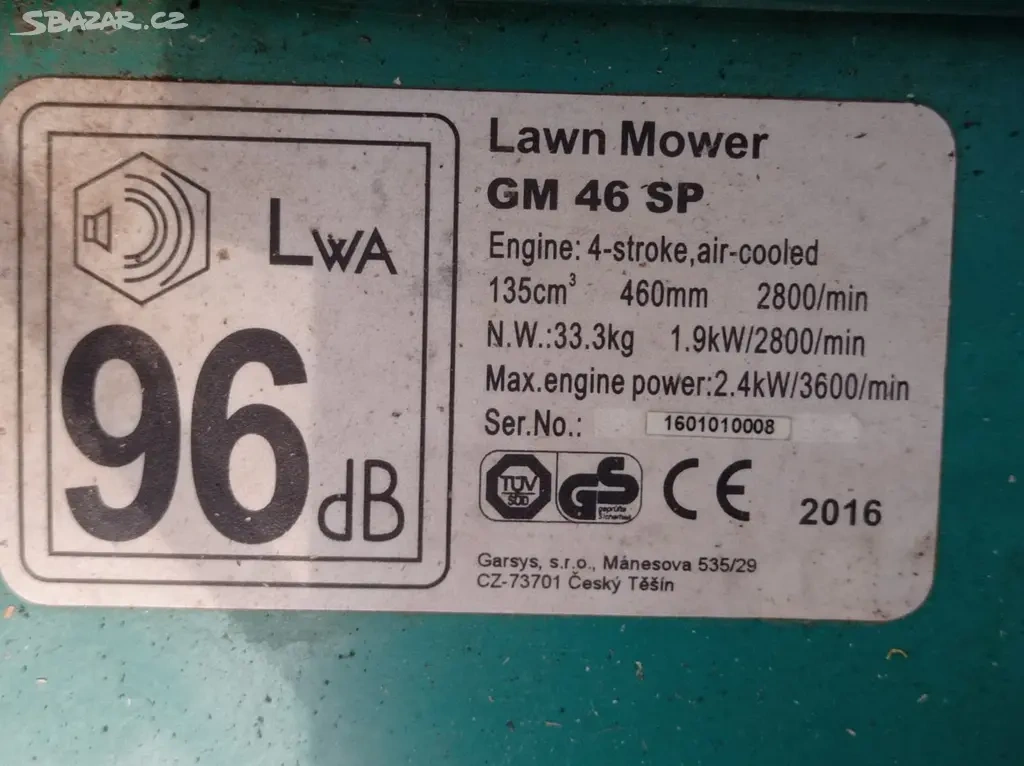 SBAZAR.CZ
LWA
96 dB
Lawn Mower
GM 46 SP
Engine: 4-stroke,air-cooled
135cm³ 460mm 2800/min
N.W.:33.3kg 1.9kW/2800/min
Max.engine power:2.4kW/3600/min
Ser.No.: 1601010008
TÜV
SÜD
GS
geprüfte
Sicherheit
CE 2016
Garsys, s.r.o., Mánesova 535/29
CZ-73701 Český Těšín